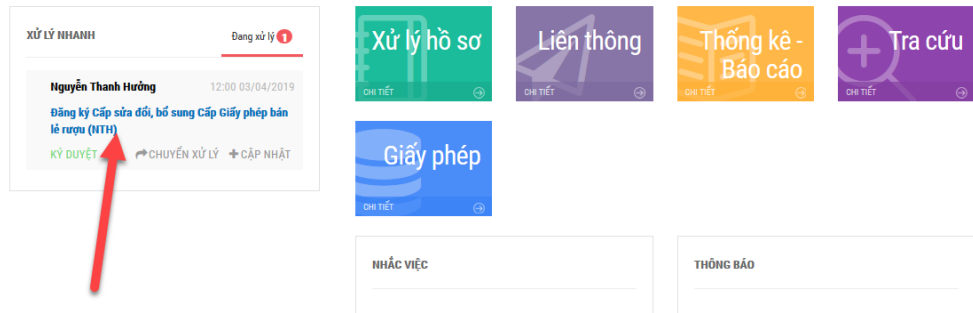 XỬ LÝ NHANH
Đang xử lý 1
Nguyễn Thanh Hưởng
12:00 03/04/2019
Đăng ký Cấp sửa đổi, bổ sung Cấp Giấy phép bán
lẻ rượu (NTH)
KÝ DUYỆT
CHUYỂN XỬ LÝ
CẬP NHẬT
Xử lý hồ sơ
CHI TIẾT
Liên thông
CHI TIẾT
Thống kê -
Báo cáo
CHI TIẾT
Tra cứu
CHI TIẾT
Giấy phép
CHI TIẾT
NHẮC VIỆC
THÔNG BÁO